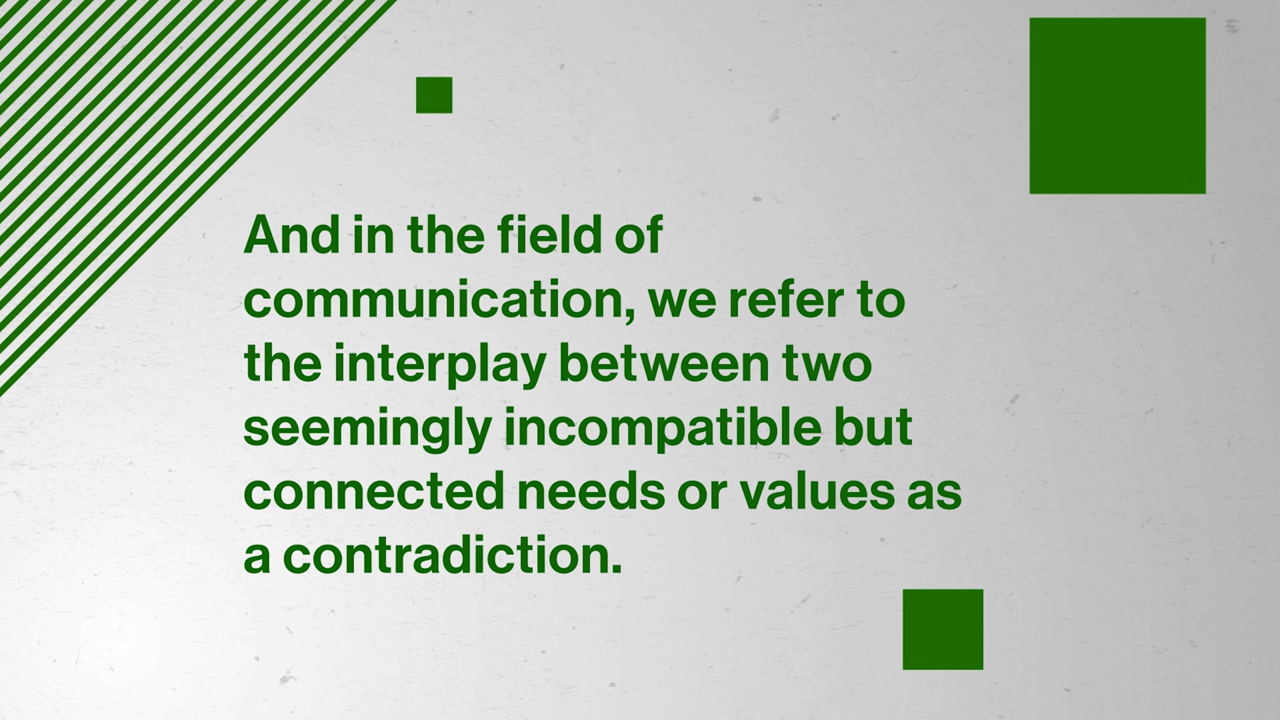 And in the field of
communication, we refer to
the interplay between two
seemingly incompatible but
connected needs or values as
a contradiction.